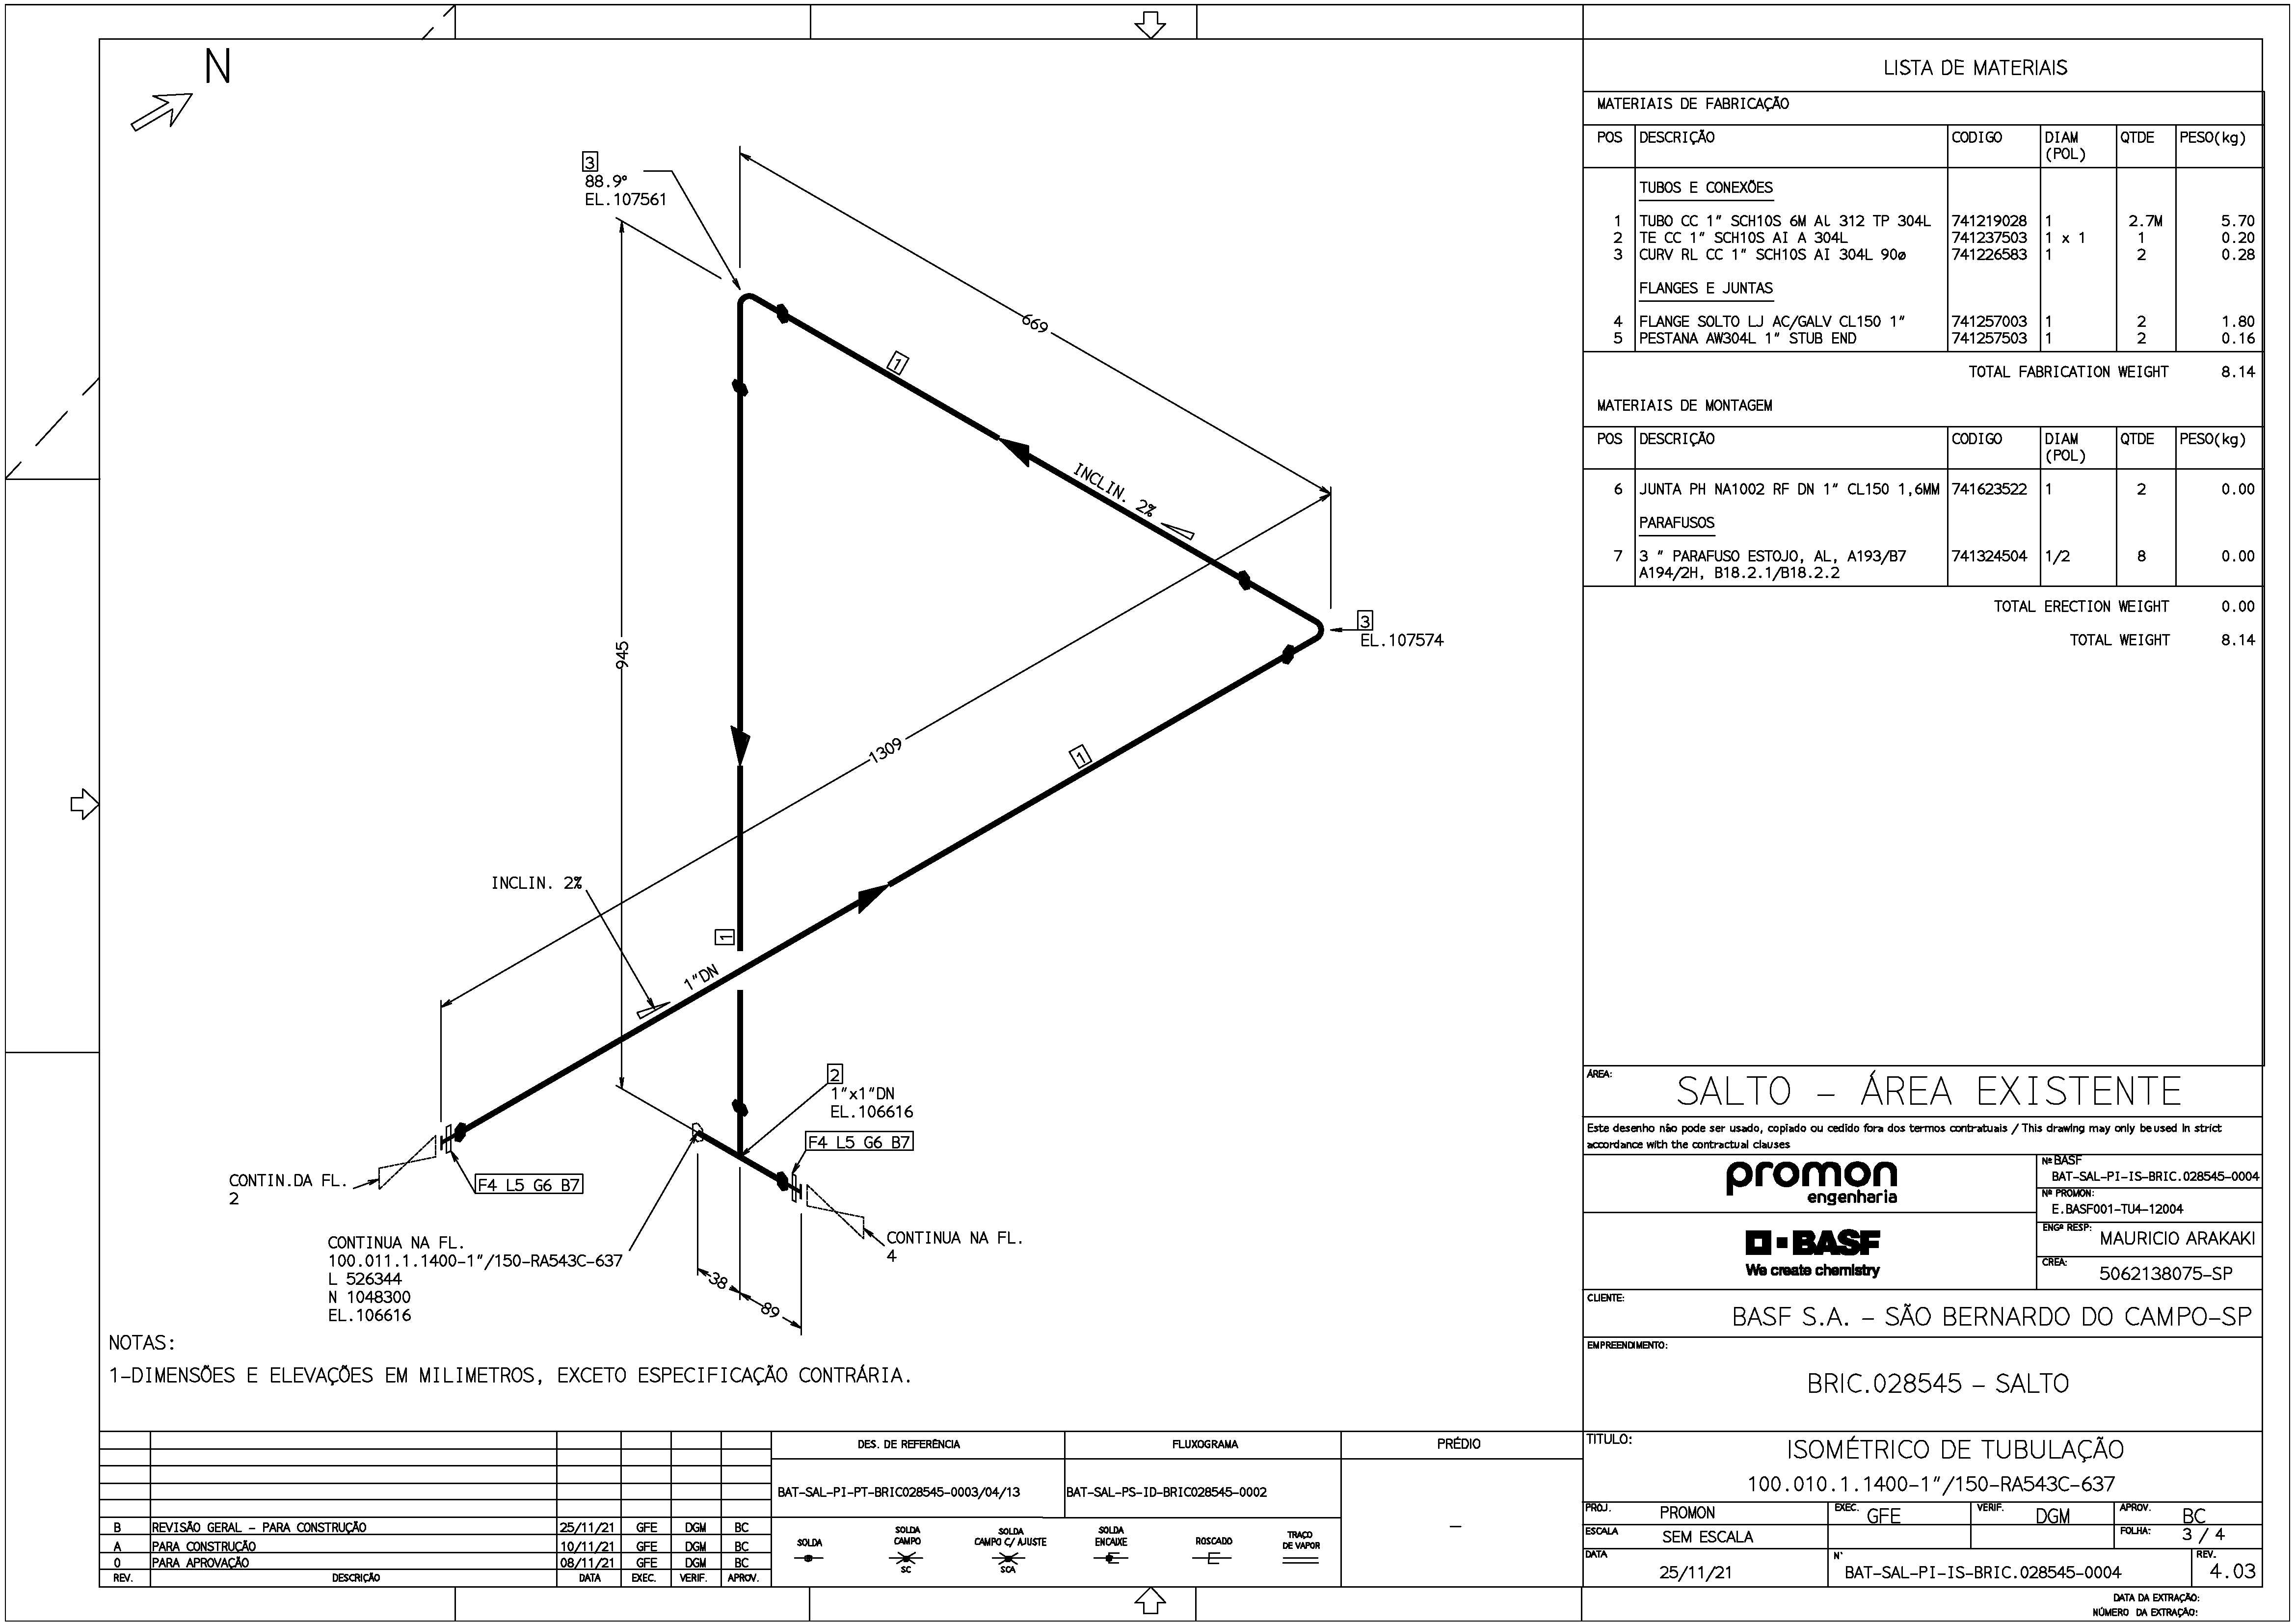 N
3
88.9°
EL.107561
669
1
INCLIN. 2%
3
EL.107574
945
1309
1
INCLIN. 2%
1
1"DN
2
1"x1"DN
EL.106616
F4 L5 G6 B7
CONTIN.DA FL.
2
F4 L5 G6 B7
CONTINUA NA FL.
4
CONTINUA NA FL.
100.011.1.1400-1"/150-RA543C-637
L 526344
N 1048300
EL.106616
38
89
NOTAS:
1-DIMENSÕES E ELEVAÇÕES EM MILIMETROS, EXCETO ESPECIFICAÇÃO CONTRÁRIA.
LISTA DE MATERIAIS
MATERIAIS DE FABRICAÇÃO
POS DESCRIÇÃO CODIGO DIAM (POL) QTDE PESO(kg)
TUBOS E CONEXÕES
1 TUBO CC 1" SCH10S 6M AL 312 TP 304L 741219028 1 2.7M 5.70
2 TE CC 1" SCH10S AI A 304L 741237503 1 x 1 1 0.20
3 CURV RL CC 1" SCH10S AI 304L 90ø 741226583 1 2 0.28
FLANGES E JUNTAS
4 FLANGE SOLTO LJ AC/GALV CL150 1" 741257003 1 2 1.80
5 PESTANA AW304L 1" STUB END 741257503 1 2 0.16
TOTAL FABRICATION WEIGHT 8.14
MATERIAIS DE MONTAGEM
POS DESCRIÇÃO CODIGO DIAM (POL) QTDE PESO(kg)
6 JUNTA PH NA1002 RF DN 1" CL150 1,6MM 741623522 1 2 0.00
PARAFUSOS
7 3 " PARAFUSO ESTOJO, AL, A193/B7 741324504 1/2 8 0.00
A194/2H, B18.2.1/B18.2.2
TOTAL ERECTION WEIGHT 0.00
TOTAL WEIGHT 8.14
ÁREA:
SALTO - ÁREA EXISTENTE
Este desenho não pode ser usado, copiado ou cedido fora dos termos contratuais / This drawing may only be used in strict
accordance with the contractual clauses
promon
engenharia
Nº BASF
BAT-SAL-PI-IS-BRIC.028545-0004
Nº PROMON:
E.BASF001-TU4-12004
BASF
We create chemistry
ENGº RESP:
MAURICIO ARAKAKI
CREA:
5062138075-SP
CLIENTE:
BASF S.A. - SÃO BERNARDO DO CAMPO-SP
EMPREENDIMENTO:
BRIC.028545 - SALTO
TITULO:
ISOMÉTRICO DE TUBULAÇÃO
100.010.1.1400-1"/150-RA543C-637
PROJ. PROMON EXEC. GFE VERIF. DGM APROV. BC
ESCALA SEM ESCALA FOLHA: 3 / 4
DATA 25/11/21 N° BAT-SAL-PI-IS-BRIC.028545-0004 REV. 4.03
DATA DA EXTRAÇÃO:
NÚMERO DA EXTRAÇÃO:
B REVISÃO GERAL - PARA CONSTRUÇÃO 25/11/21 GFE DGM BC
A PARA CONSTRUÇÃO 10/11/21 GFE DGM BC
0 PARA APROVAÇÃO 08/11/21 GFE DGM BC
REV. DESCRIÇÃO DATA EXEC. VERIF. APROV.
DES. DE REFERÊNCIA FLUXOGRAMA PRÉDIO
BAT-SAL-PI-PT-BRIC028545-0003/04/13 BAT-SAL-PS-ID-BRIC028545-0002
-
SOLDA
SOLDA CAMPO
SC
SOLDA CAMPO C/ AJUSTE
SCA
SOLDA ENCAIXE
ROSCADO
TRAÇO DE VAPOR